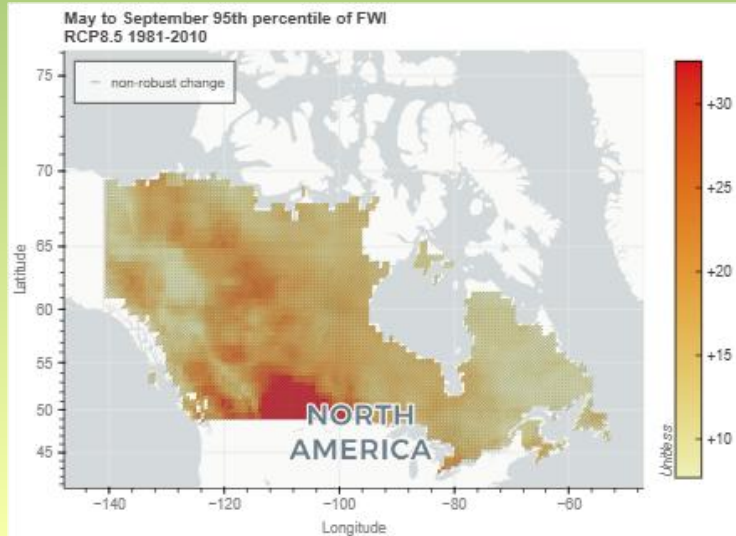 May to September 95th percentile of FWI
RCP8.5 1981-2010
non-robust change
75
70
65
60
55
50
45
Latitude
−140
−120
−100
−80
−60
Longitude
NORTH
AMERICA
+30
+25
+20
+15
+10
Unitless